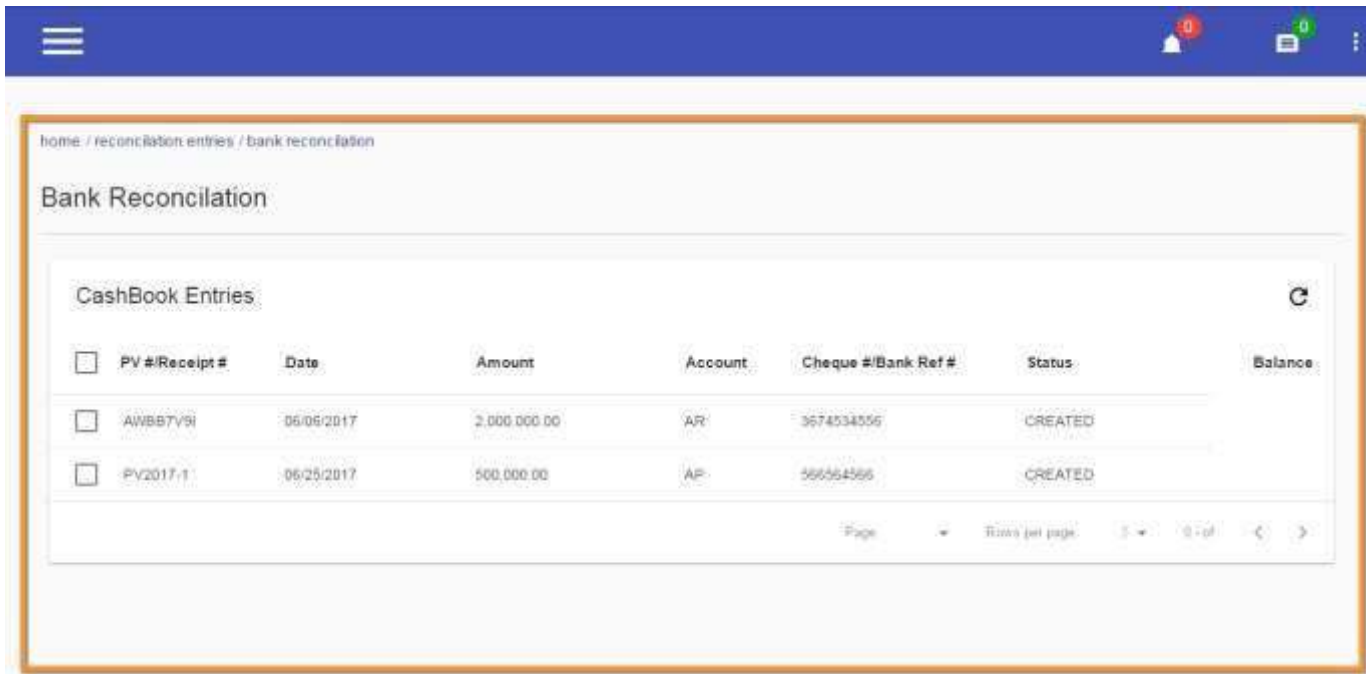 0 0
home / reconcilation entries / bank reconcilation
Bank Reconcilation
CashBook Entries
PV #/Receipt # Date Amount Account Cheque #/Bank Ref # Status Balance
06/06/2017 2,000,000.00 AR 3674534556 CREATED
PV2017-1 06/25/2017 500,000.00 AP 566564566 CREATED
Page Rows per page 0 - of